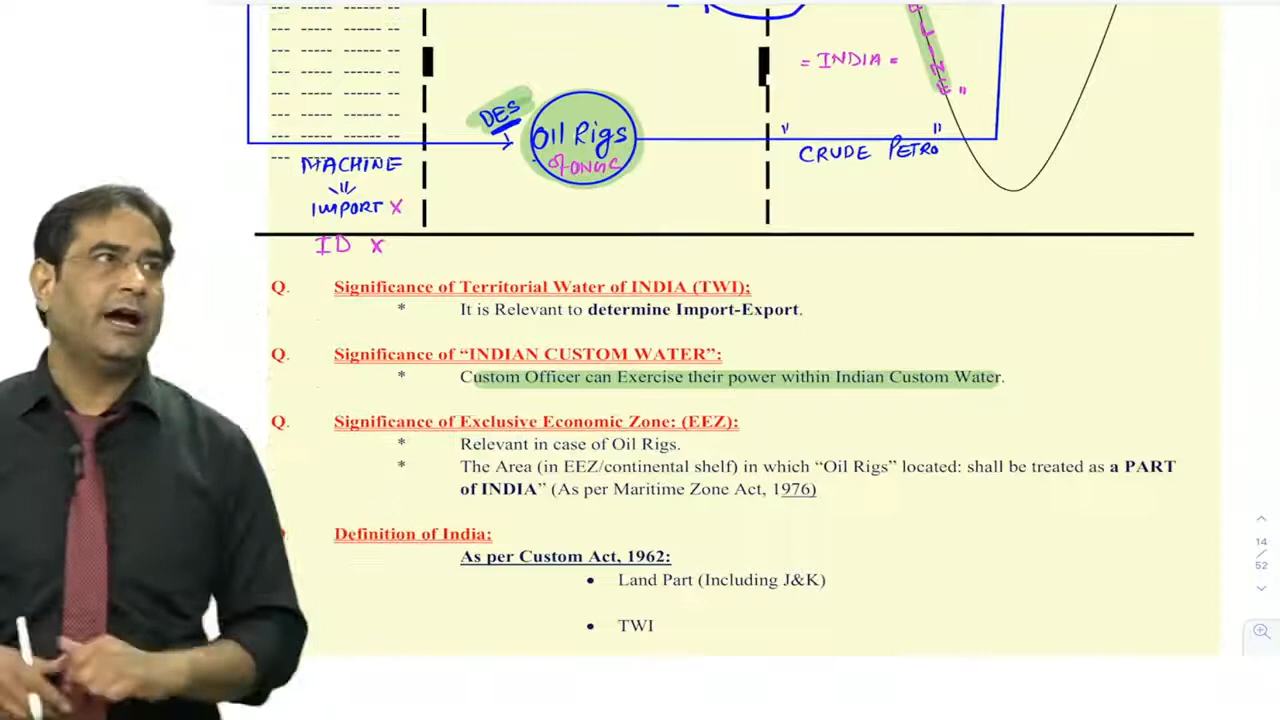 = INDIA =
LINE"
DES
Oil Rigs
of ONGC
" "
CRUDE PETRO
MACHINE
IMPORT X
ID X
Q. Significance of Territorial Water of INDIA (TWI):
* It is Relevant to determine Import-Export.
Q. Significance of “INDIAN CUSTOM WATER”:
* Custom Officer can Exercise their power within Indian Custom Water.
Q. Significance of Exclusive Economic Zone: (EEZ):
* Relevant in case of Oil Rigs.
* The Area (in EEZ/continental shelf) in which “Oil Rigs” located: shall be treated as a PART
of INDIA” (As per Maritime Zone Act, 1976)
Definition of India:
As per Custom Act, 1962:
• Land Part (Including J&K)
• TWI
14
/
52